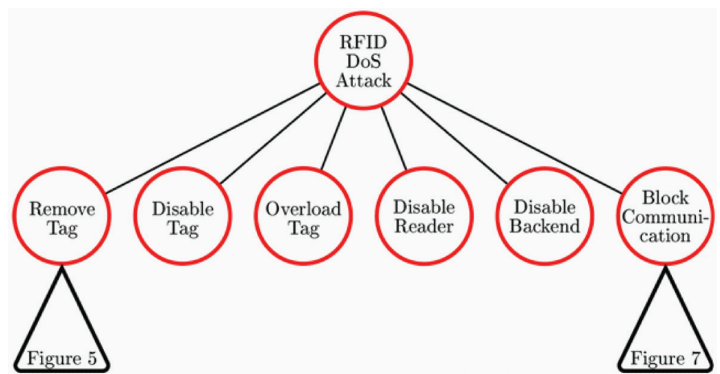 RFID
DoS
Attack
Remove
Tag
Disable
Tag
Overload
Tag
Disable
Reader
Disable
Backend
Block
Communi-
cation
Figure 5
Figure 7